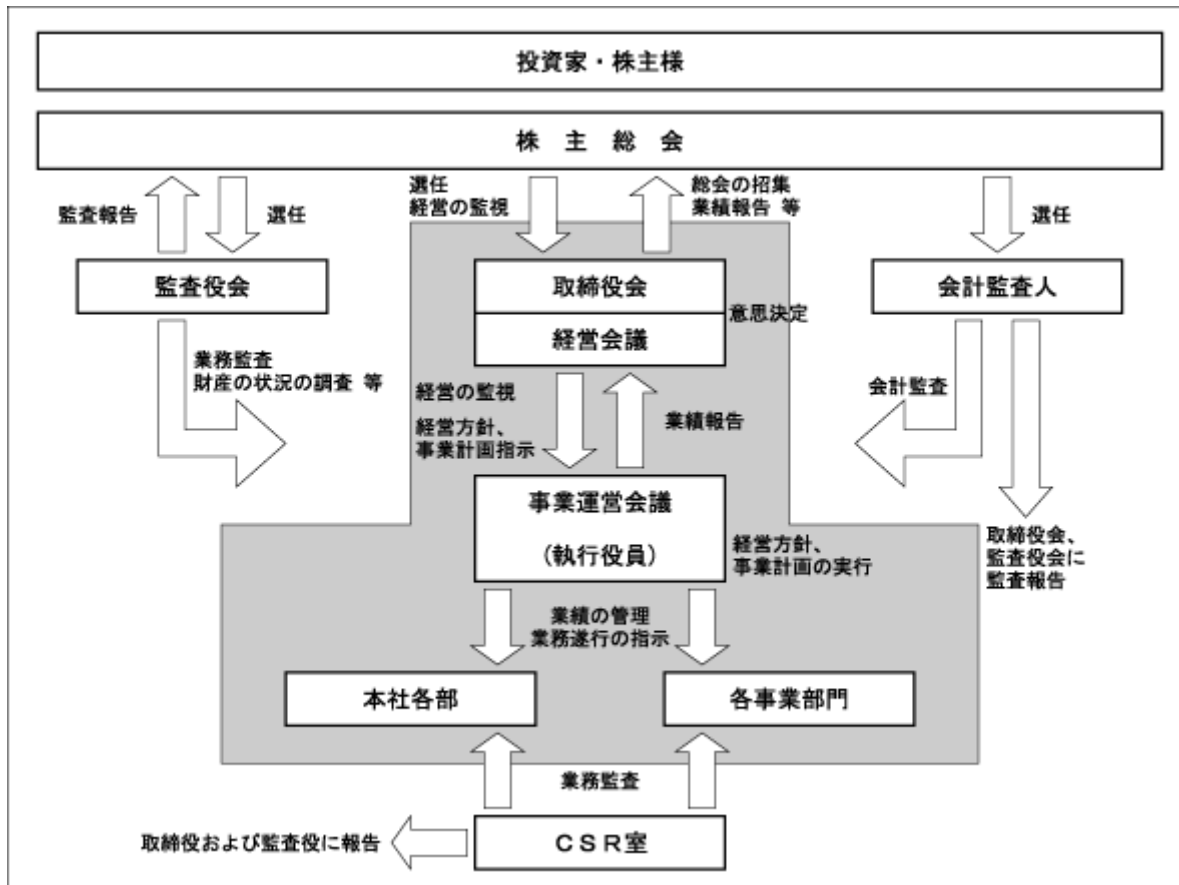 投資家・株主様
株 主 総 会
監査報告
選任
選任
経営の監視
総会の招集
業績報告 等
選任
監査役会
取締役会
経営会議
意思決定
会計監査人
業務監査
財産の状況の調査 等
経営の監視
経営方針、
事業計画指示
業績報告
会計監査
事業運営会議
(執行役員)
経営方針、
事業計画の実行
取締役会、
監査役会に
監査報告
業績の管理
業務遂行の指示
本社各部
各事業部門
業務監査
CSR室
取締役および監査役に報告